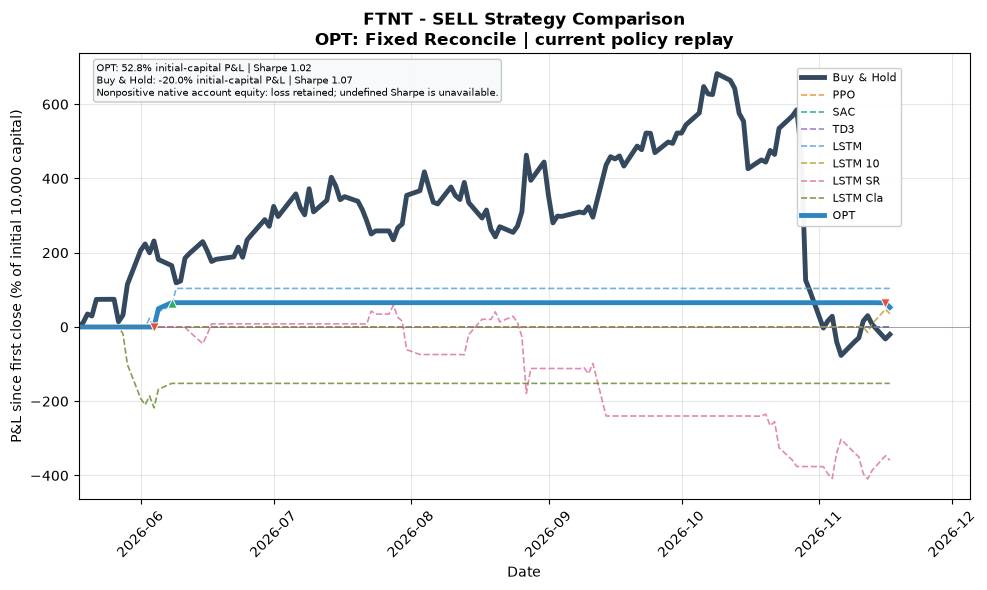 FTNT - SELL Strategy Comparison
OPT: Fixed Reconcile | current policy replay
OPT: 52.8% initial-capital P&L | Sharpe 1.02
Buy & Hold: -20.0% initial-capital P&L | Sharpe 1.07
Nonpositive native account equity: loss retained; undefined Sharpe is unavailable.
Buy & Hold
PPO
SAC
TD3
LSTM
LSTM 10
LSTM SR
LSTM Cla
OPT
P&L since first close (% of initial 10,000 capital)
600
400
200
0
−200
−400
2026-06
2026-07
2026-08
2026-09
2026-10
2026-11
2026-12
Date